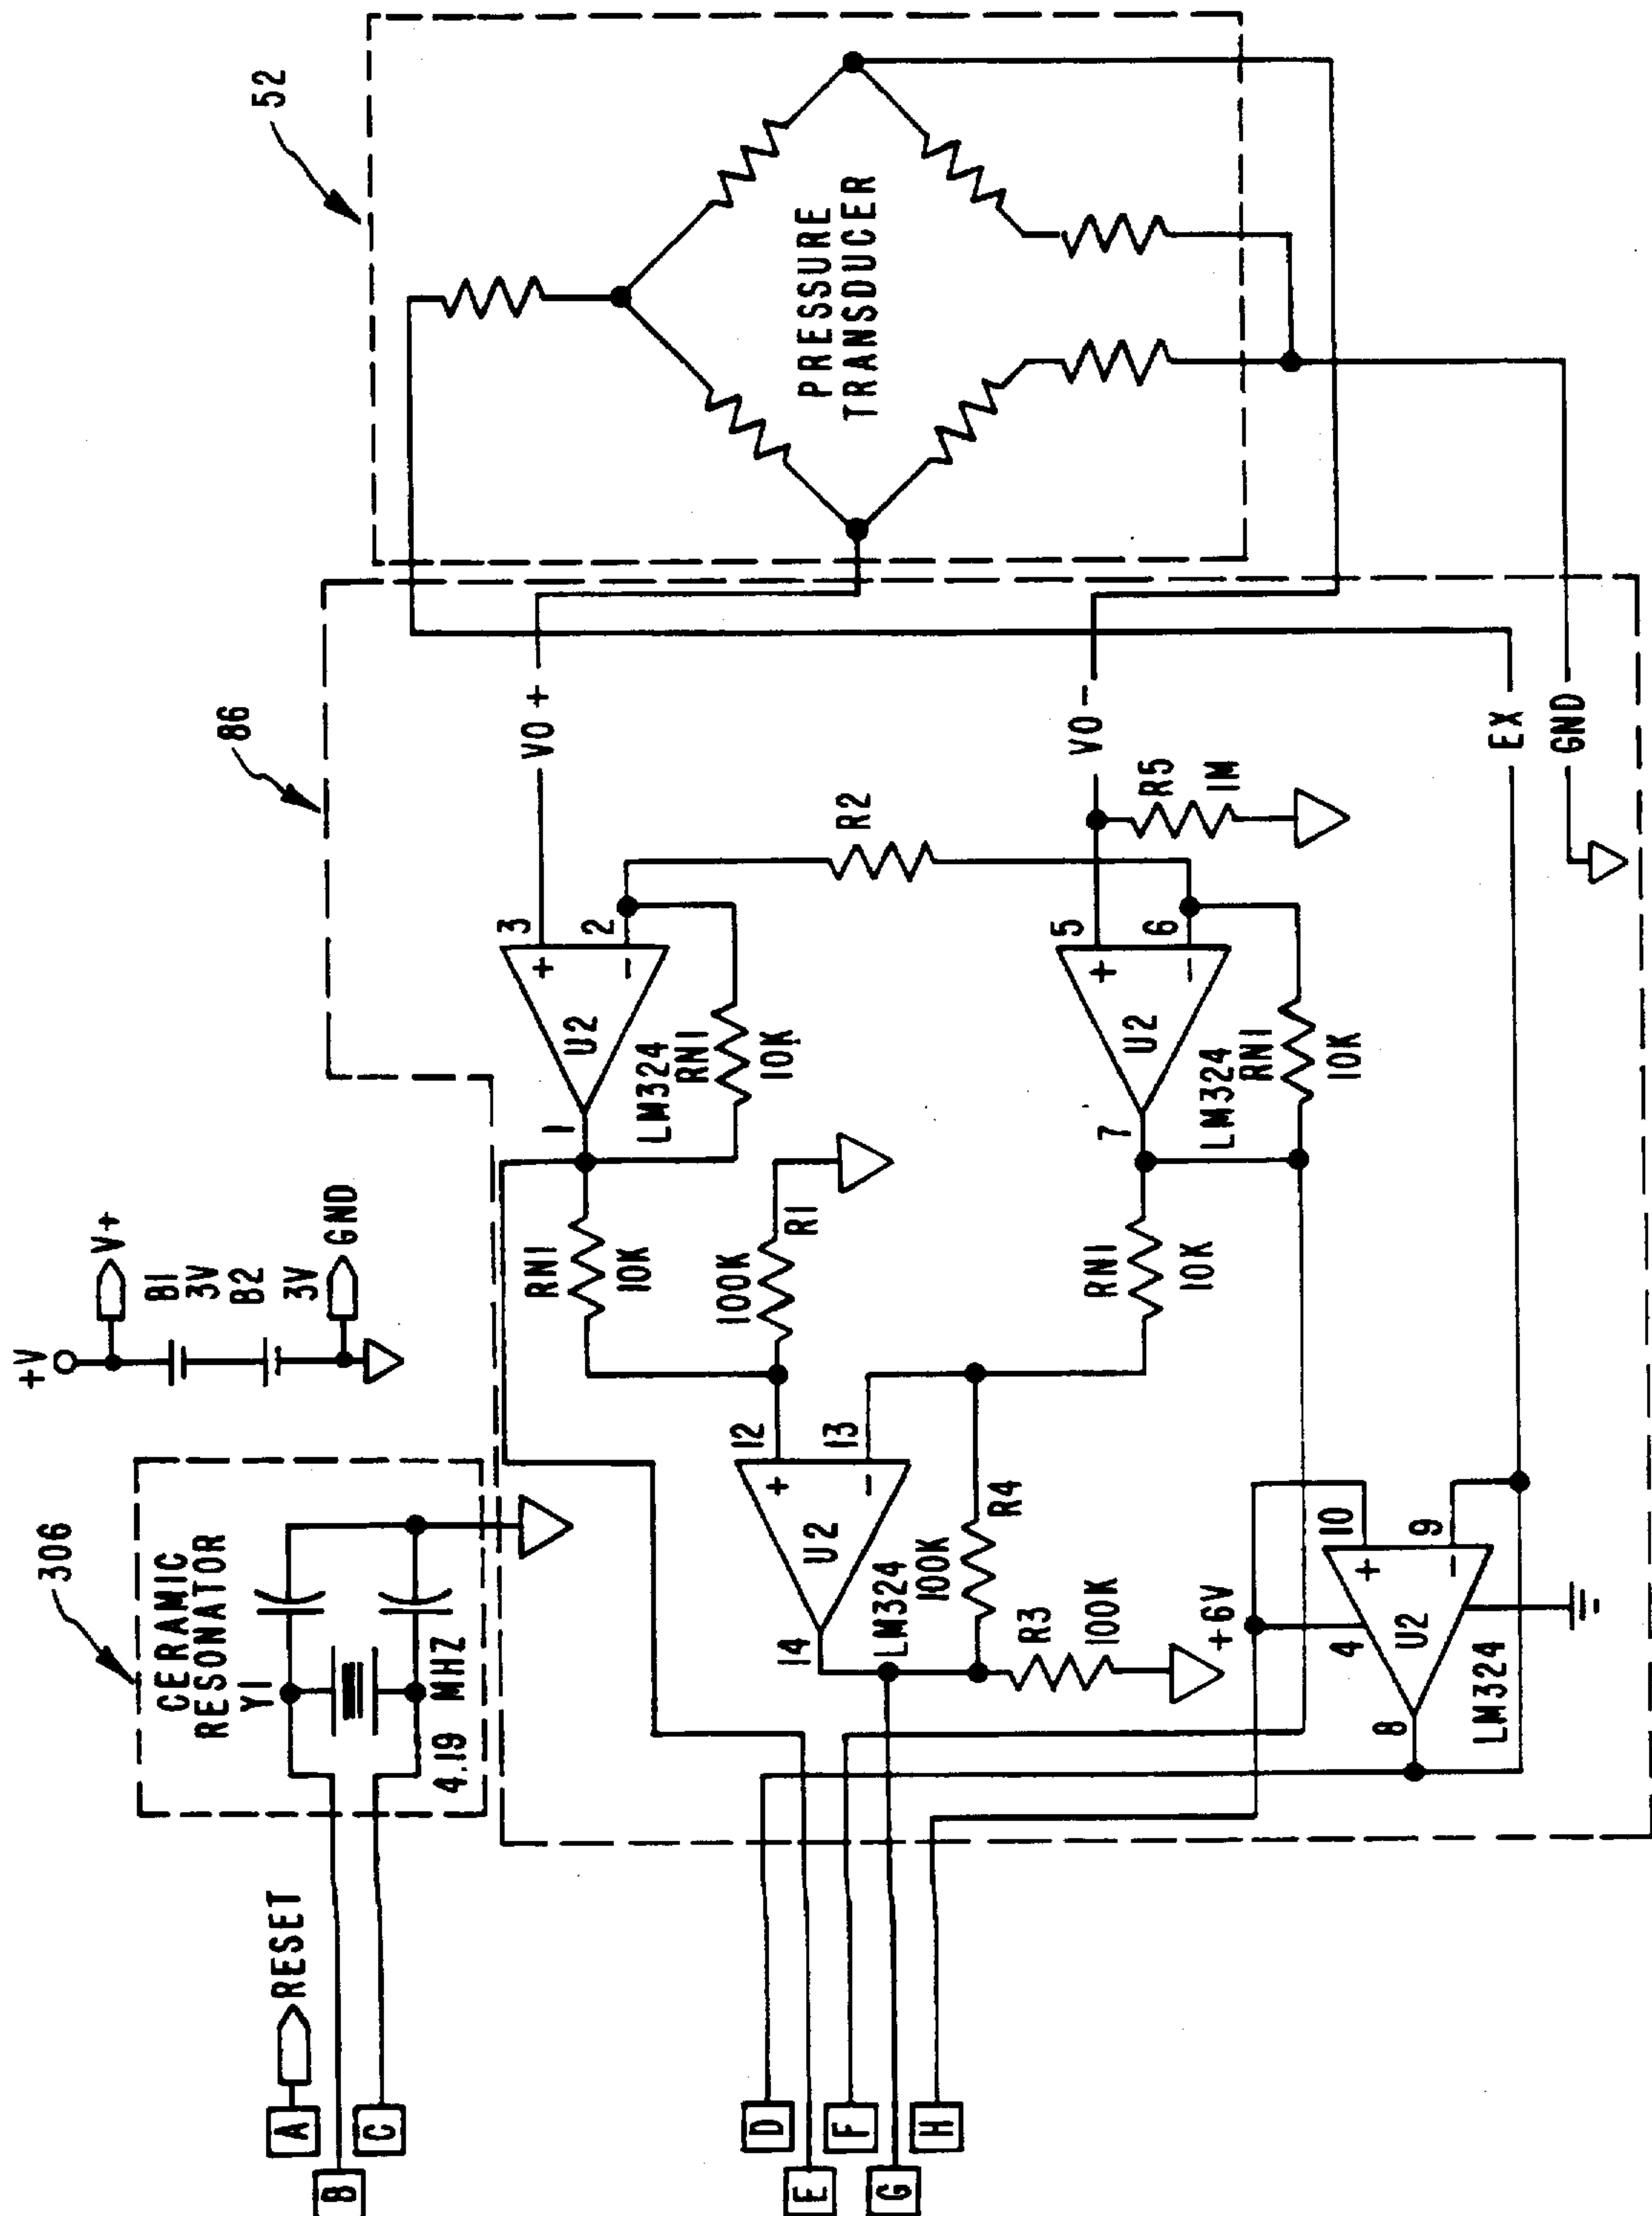 306
CERAMIC
RESONATOR
Y1
4.19 MHZ
A
RESET
B
C
+V
V+
B1
3V
B2
3V
GND
86
52
VO+
3
2
+
-
U2
1
LM324
RN1
10K
RN1
10K
R2
100K
R1
12
13
+
-
U2
14
LM324
100K
R4
R3
100K
VO-
5
6
+
-
U2
7
LM324
RN1
10K
RN1
10K
R5
1M
+6V
10
9
+
-
4
U2
8
LM324
EX
GND
PRESSURE
TRANSDUCER
D
E
F
G
H